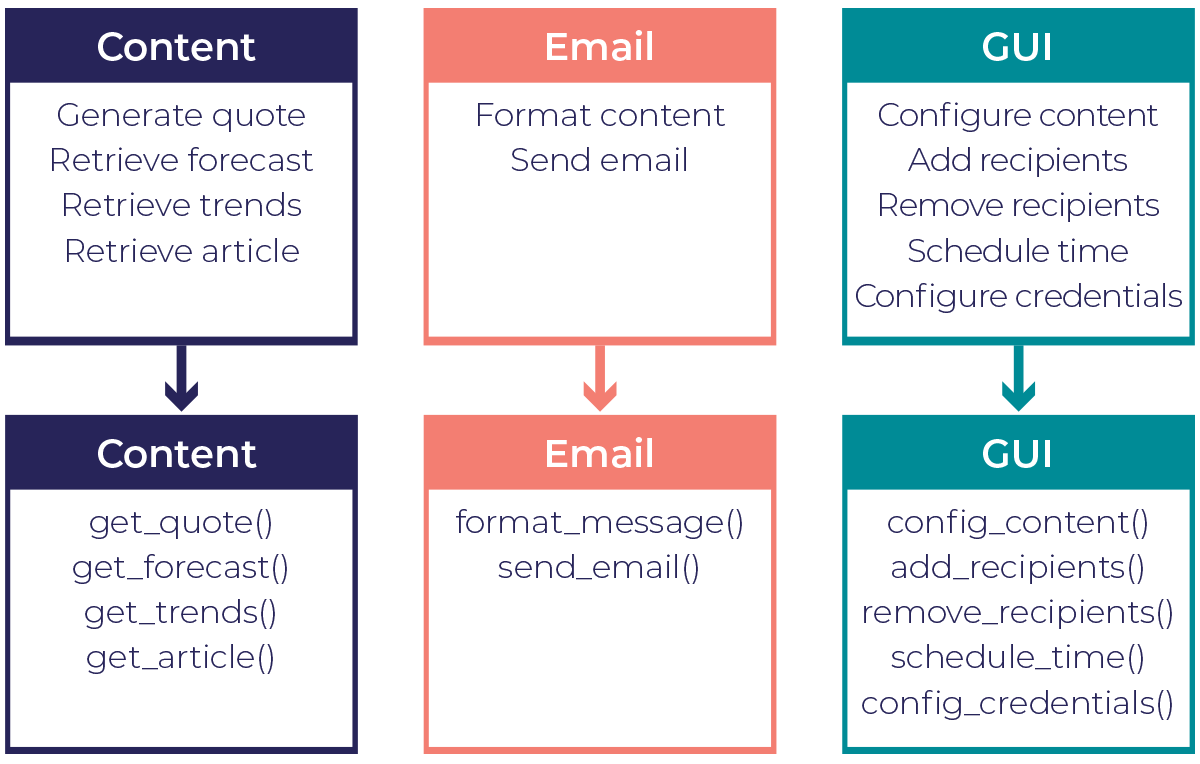 Content
Generate quote
Retrieve forecast
Retrieve trends
Retrieve article
Email
Format content
Send email
GUI
Configure content
Add recipients
Remove recipients
Schedule time
Configure credentials
Content
get_quote()
get_forecast()
get_trends()
get_article()
Email
format_message()
send_email()
GUI
config_content()
add_recipients()
remove_recipients()
schedule_time()
config_credentials()